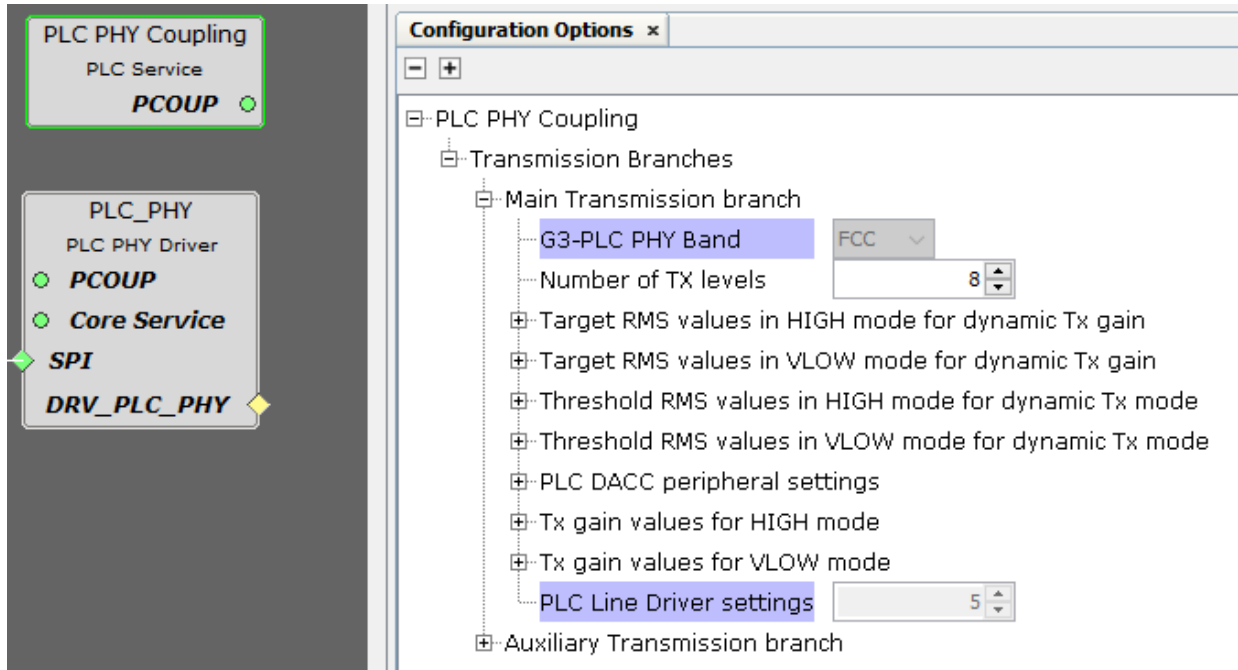 PLC PHY Coupling
PLC Service
PCOUP
PLC_PHY
PLC PHY Driver
PCOUP
Core Service
SPI
DRV_PLC_PHY
Configuration Options ×
PLC PHY Coupling
Transmission Branches
Main Transmission branch
G3-PLC PHY Band FCC
Number of TX levels 8
Target RMS values in HIGH mode for dynamic Tx gain
Target RMS values in VLOW mode for dynamic Tx gain
Threshold RMS values in HIGH mode for dynamic Tx mode
Threshold RMS values in VLOW mode for dynamic Tx mode
PLC DACC peripheral settings
Tx gain values for HIGH mode
Tx gain values for VLOW mode
PLC Line Driver settings 5
Auxiliary Transmission branch